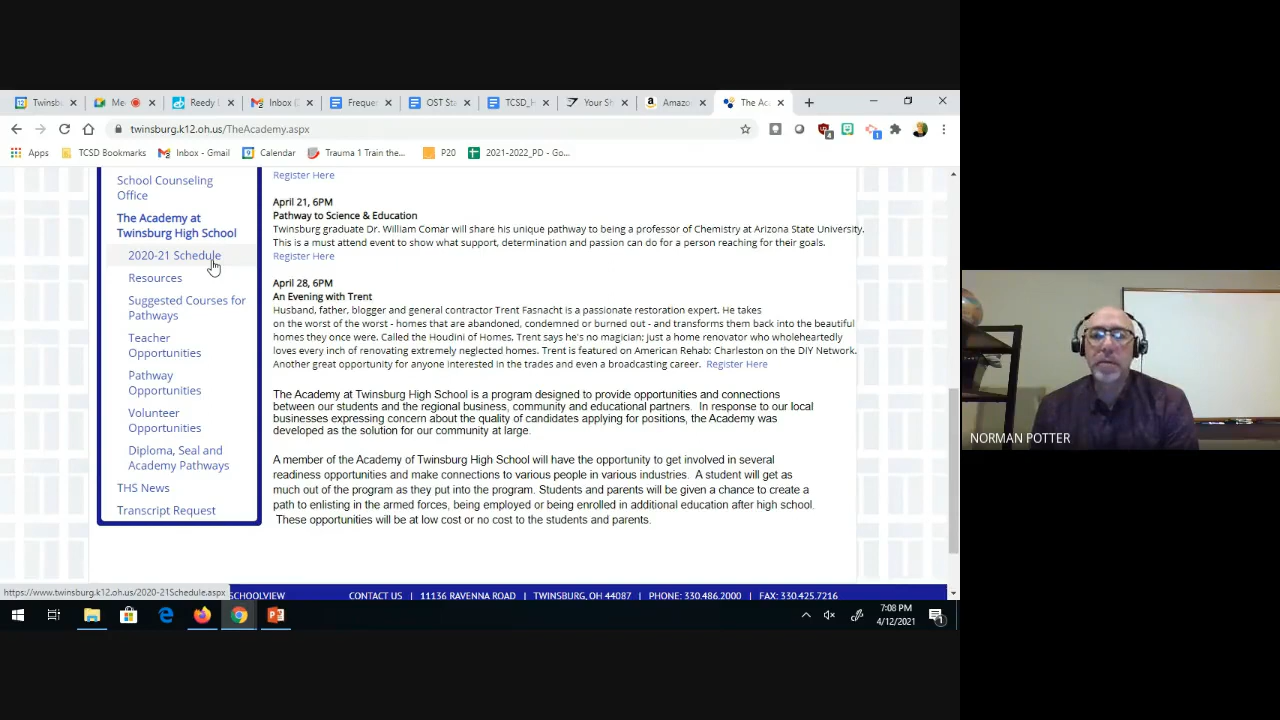 Twinsb
Me
Reedy
Inbox
Freque
OST Sta
TCSD_H
Your Sh
Amazo
The Ac
twinsburg.k12.oh.us/TheAcademy.aspx
Apps
TCSD Bookmarks
Inbox - Gmail
Calendar
Trauma 1 Train the...
P20
2021-2022_PD - Go...
School Counseling
Office
The Academy at
Twinsburg High School
2020-21 Schedule
Resources
Suggested Courses for
Pathways
Teacher
Opportunities
Pathway
Opportunities
Volunteer
Opportunities
Diploma, Seal and
Academy Pathways
THS News
Transcript Request
Register Here
April 21, 6PM
Pathway to Science & Education
Twinsburg graduate Dr. William Comar will share his unique pathway to being a professor of Chemistry at Arizona State University.
This is a must attend event to show what support, determination and passion can do for a person reaching for their goals.
Register Here
April 28, 6PM
An Evening with Trent
Husband, father, blogger and general contractor Trent Fasnacht is a passionate restoration expert. He takes
on the worst of the worst - homes that are abandoned, condemned or burned out - and transforms them back into the beautiful
homes they once were. Called the Houdini of Homes. Trent says he's no magician; just a home renovator who wholeheartedly
loves every inch of renovating extremely neglected homes. Trent is featured on American Rehab: Charleston on the DIY Network.
Another great opportunity for anyone interested in the trades and even a broadcasting career. Register Here
The Academy at Twinsburg High School is a program designed to provide opportunities and connections
between our students and the regional business, community and educational partners. In response to our local
businesses expressing concern about the quality of candidates applying for positions, the Academy was
developed as the solution for our community at large.
A member of the Academy of Twinsburg High School will have the opportunity to get involved in several
readiness opportunities and make connections to various people in various industries. A student will get as
much out of the program as they put into the program. Students and parents will be given a chance to create a
path to enlisting in the armed forces, being employed or being enrolled in additional education after high school.
These opportunities will be at low cost or no cost to the students and parents.
https://www.twinsburg.k12.oh.us/2020-21Schedule.aspx
SCHOOLVIEW
CONTACT US | 11136 RAVENNA ROAD | TWINSBURG, OH 44087 | PHONE: 330.486.2000 | FAX: 330.425.7216
7:08 PM
4/12/2021
NORMAN POTTER